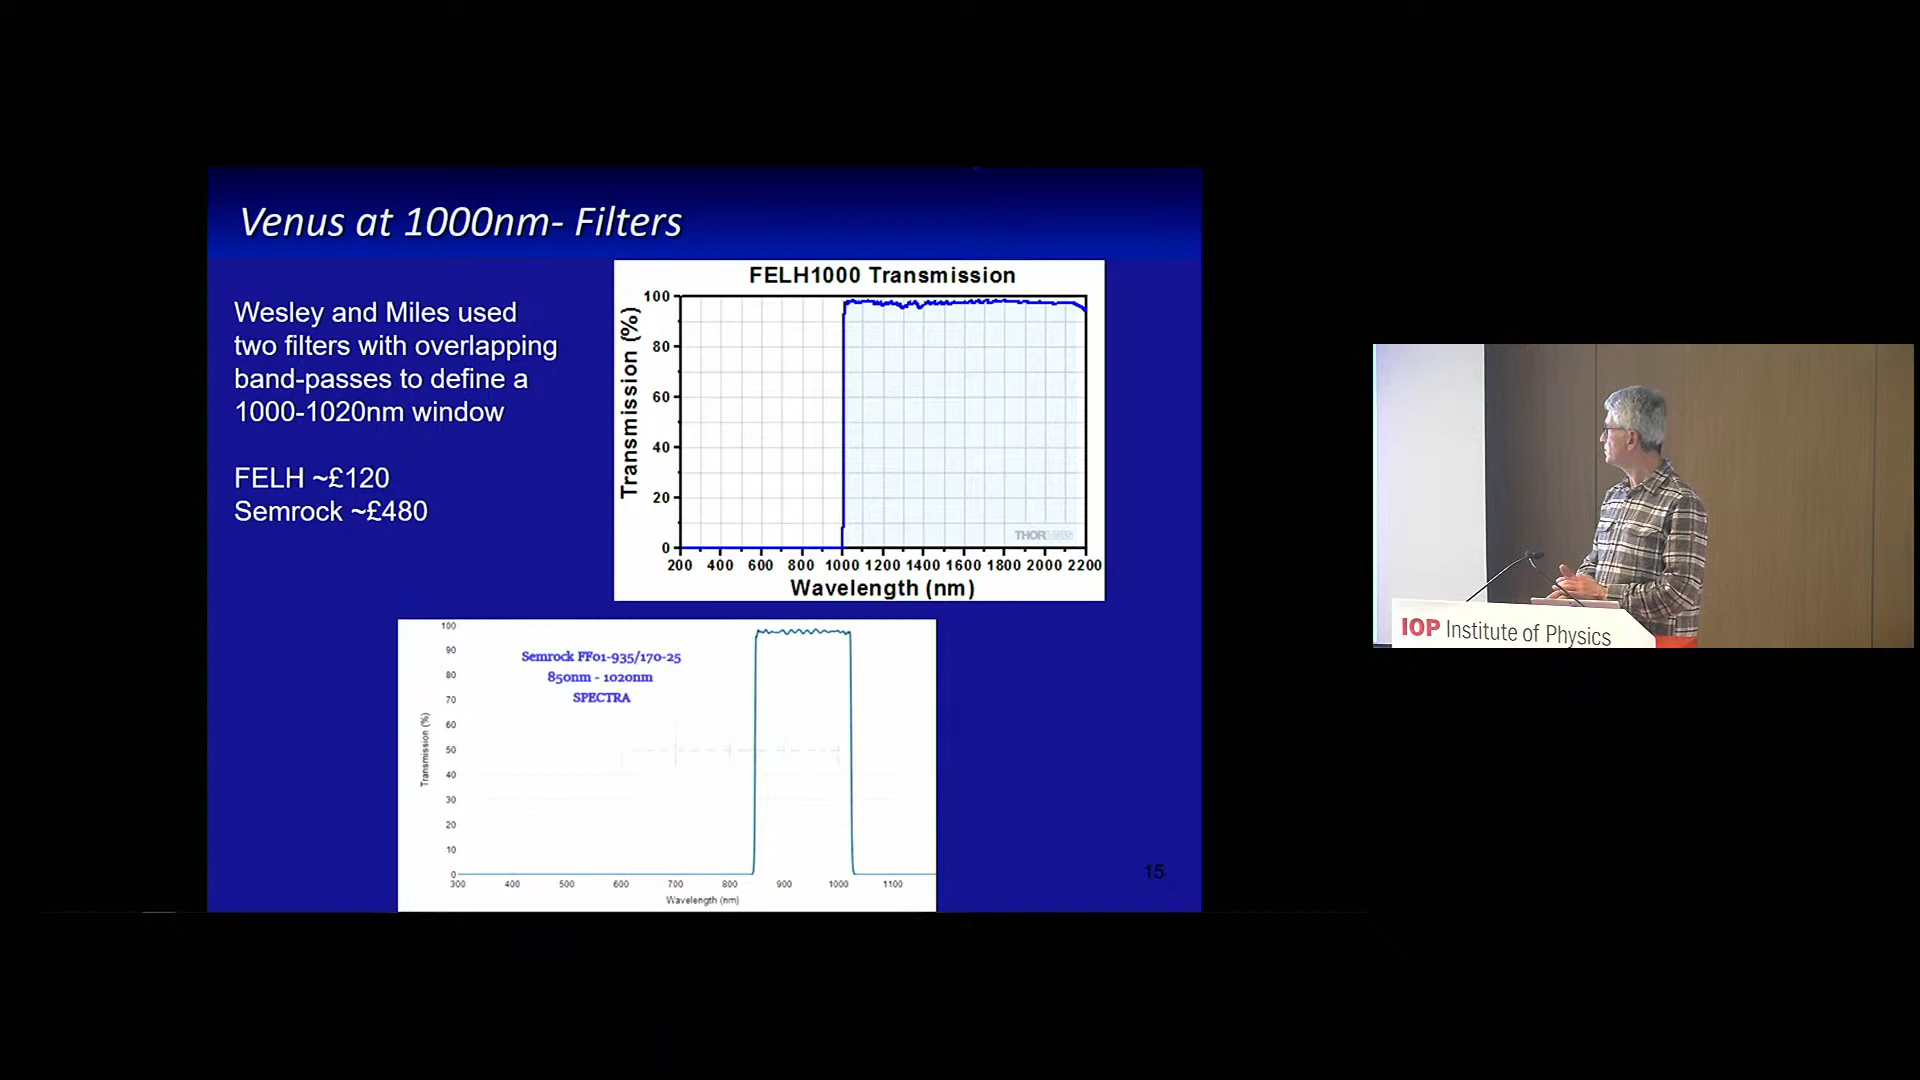 Venus at 1000nm- Filters
Wesley and Miles used
two filters with overlapping
band-passes to define a
1000-1020nm window
FELH ~£120
Semrock ~£480
FELH1000 Transmission
Transmission (%)
100
80
60
40
20
0
200 400 600 800 1000 1200 1400 1600 1800 2000 2200
Wavelength (nm)
THORLABS
Semrock FF01-935/170-25
850nm - 1020nm
SPECTRA
Transmission (%)
100
90
80
70
60
50
40
30
20
10
0
300 400 500 600 700 800 900 1000 1100
Wavelength (nm)
15
IOP Institute of Physics